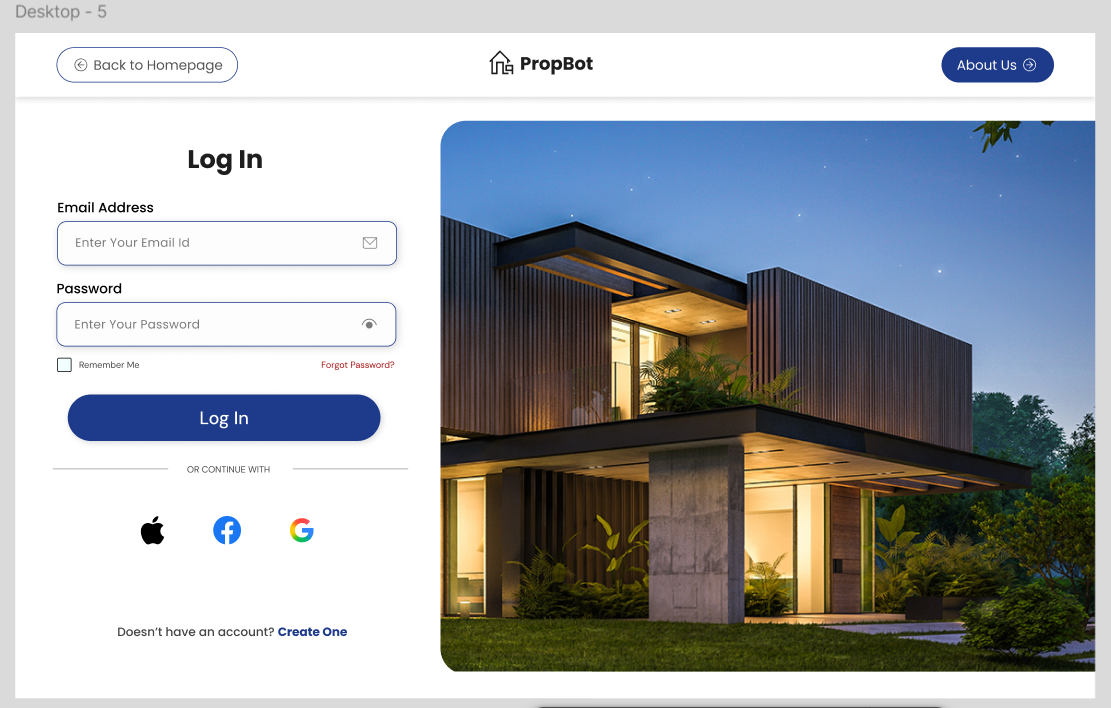 Desktop - 5
Back to Homepage
PropBot
About Us
Log In
Email Address
Enter Your Email Id
Password
Enter Your Password
Remember Me
Forgot Password?
Log In
OR CONTINUE WITH
Doesn't have an account? Create One